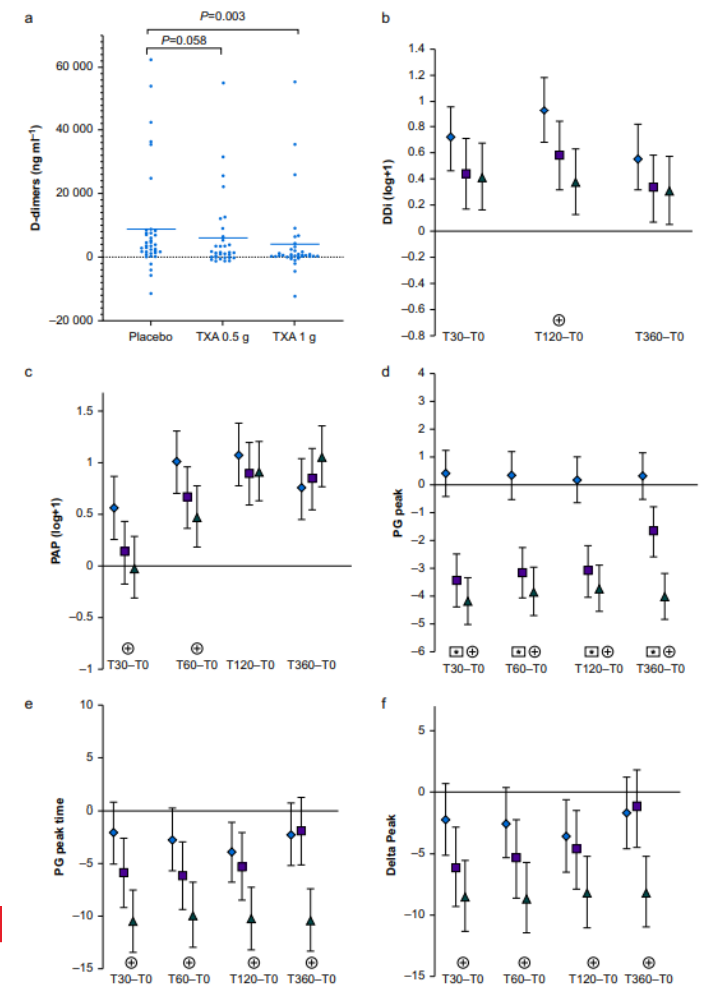 a
P=0.003
P=0.058
60 000
40 000
20 000
0
−20 000
D-dimers (ng ml−1)
Placebo TXA 0.5 g TXA 1 g
b
1.4
1.2
1
0.8
0.6
0.4
0.2
0
−0.2
−0.4
−0.6
−0.8
DDi (log+1)
T30–T0 T120–T0 T360–T0
c
1.5
1
0.5
0
−0.5
−1
PAP (log+1)
T30–T0 T60–T0 T120–T0 T360–T0
d
4
3
2
1
0
−1
−2
−3
−4
−5
−6
PG peak
T30–T0 T60–T0 T120–T0 T360–T0
e
10
5
0
−5
−10
−15
PG peak time
T30–T0 T60–T0 T120–T0 T360–T0
f
5
0
−5
−10
−15
Delta Peak
T30–T0 T60–T0 T120–T0 T360–T0